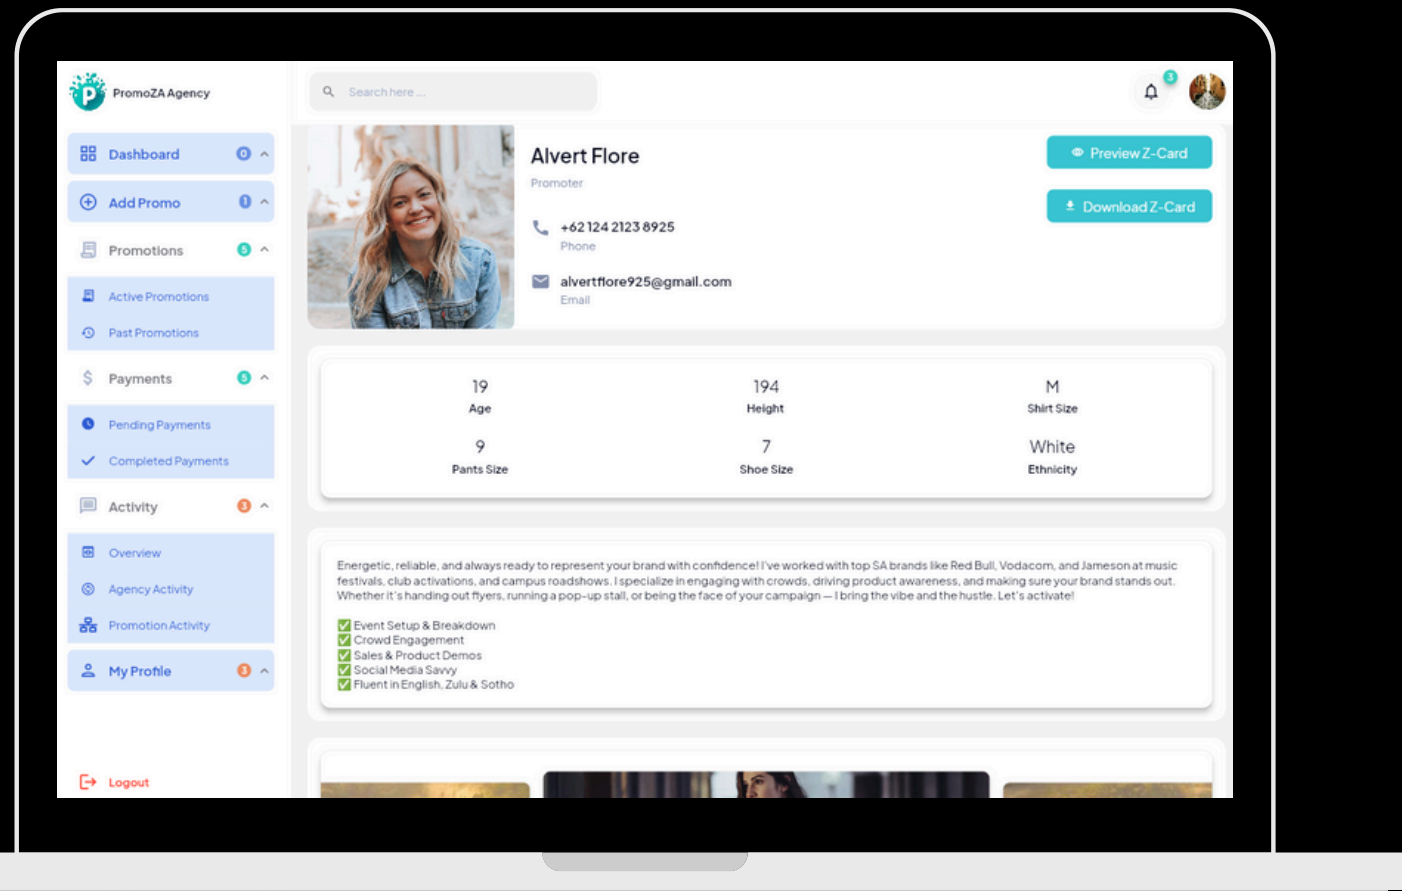 PromoZA Agency
Search here ...
3
Dashboard 0
Add Promo 1
Promotions 5
Active Promotions
Past Promotions
Payments 5
Pending Payments
Completed Payments
Activity 3
Overview
Agency Activity
Promotion Activity
My Profile 3
Logout
Alvert Flore
Promoter
+62 124 2123 8925
Phone
alvertflore925@gmail.com
Email
Preview Z-Card
Download Z-Card
19 194 M
Age Height Shirt Size
9 7 White
Pants Size Shoe Size Ethnicity
Energetic, reliable, and always ready to represent your brand with confidence! I've worked with top SA brands like Red Bull, Vodacom, and Jameson at music
festivals, club activations, and campus roadshows. I specialize in engaging with crowds, driving product awareness, and making sure your brand stands out.
Whether it's handing out flyers, running a pop-up stall, or being the face of your campaign — I bring the vibe and the hustle. Let's activate!
✅ Event Setup & Breakdown
✅ Crowd Engagement
✅ Sales & Product Demos
✅ Social Media Savvy
✅ Fluent in English, Zulu & Sotho